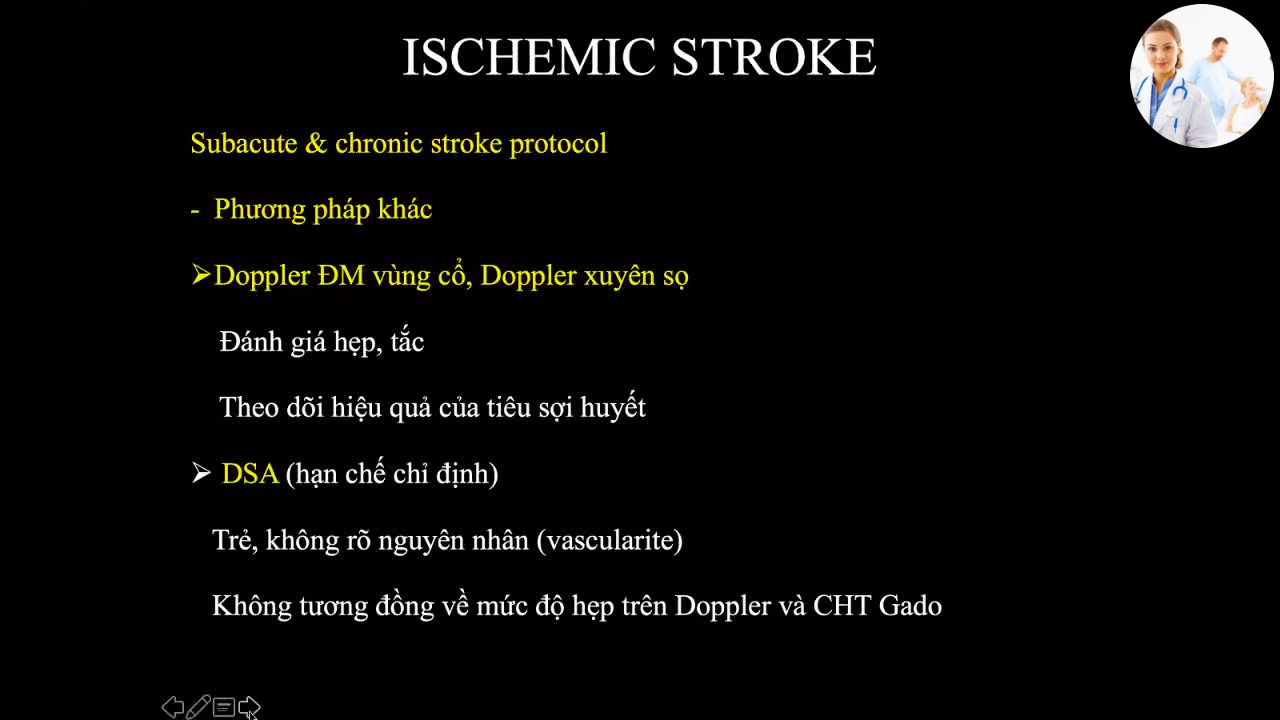 ISCHEMIC STROKE
Subacute & chronic stroke protocol
- Phương pháp khác
➢Doppler ĐM vùng cổ, Doppler xuyên sọ
Đánh giá hẹp, tắc
Theo dõi hiệu quả của tiêu sợi huyết
➢ DSA (hạn chế chỉ định)
Trẻ, không rõ nguyên nhân (vascularite)
Không tương đồng về mức độ hẹp trên Doppler và CHT Gado